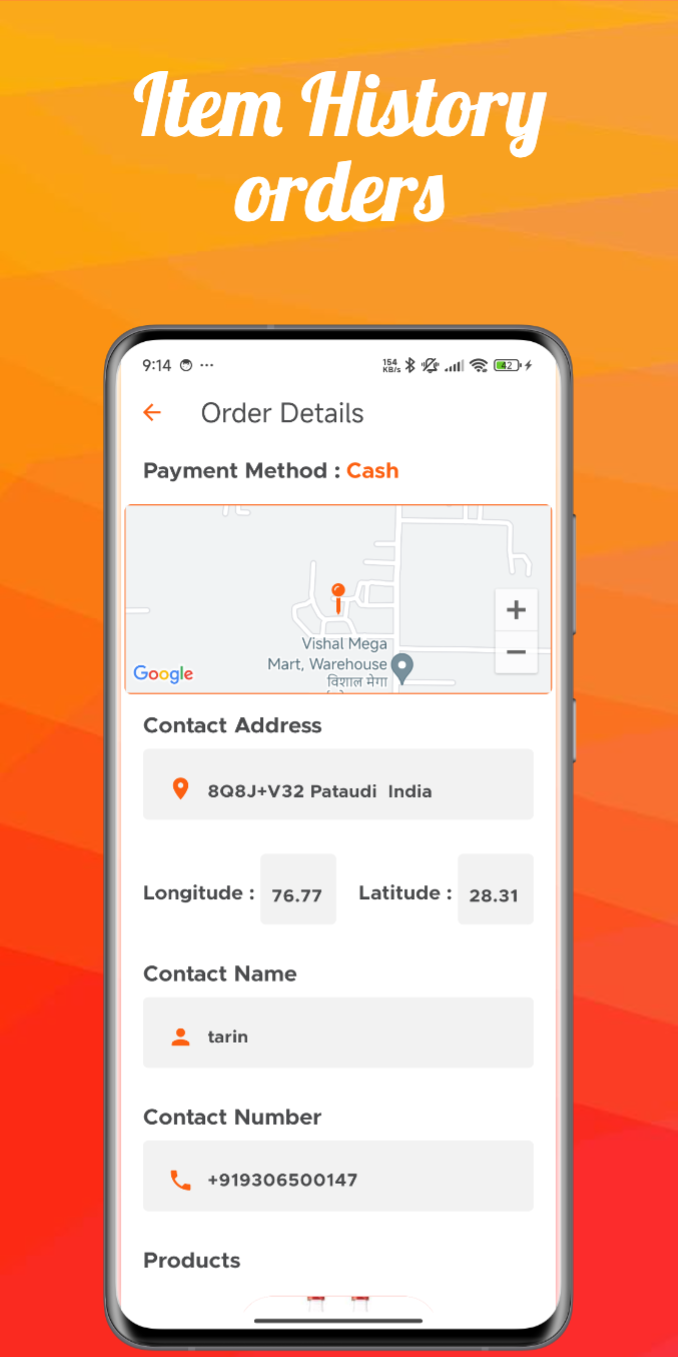 Item History
orders
9:14 ...
154
KB/s
42
Order Details
Payment Method : Cash
Vishal Mega
Mart, Warehouse
विशाल मेगा
Google
+
−
Contact Address
8Q8J+V32 Pataudi  India
Longitude : 76.77 Latitude : 28.31
Contact Name
tarin
Contact Number
+919306500147
Products